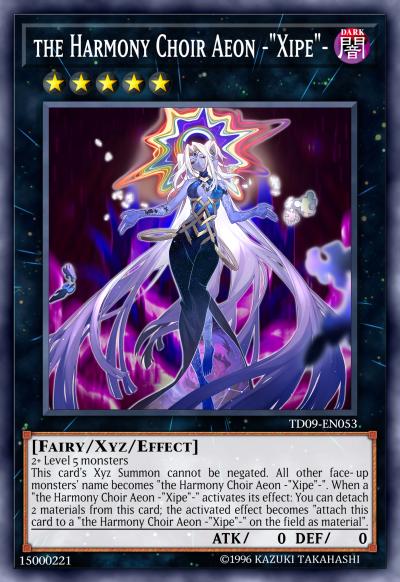 the Harmony Choir Aeon -"Xipe"-
DARK
闇
TD09-EN053
[Fairy/Xyz/Effect]
2+ Level 5 monsters
This card's Xyz Summon cannot be negated. All other face-up
monsters' name becomes "the Harmony Choir Aeon -"Xipe"-". When a
"the Harmony Choir Aeon -"Xipe"-" activates its effect: You can detach
2 materials from this card; the activated effect becomes "attach this
card to a "the Harmony Choir Aeon -"Xipe"-" on the field as material".
ATK/ 0 DEF/ 0
15000221 ©1996 KAZUKI TAKAHASHI